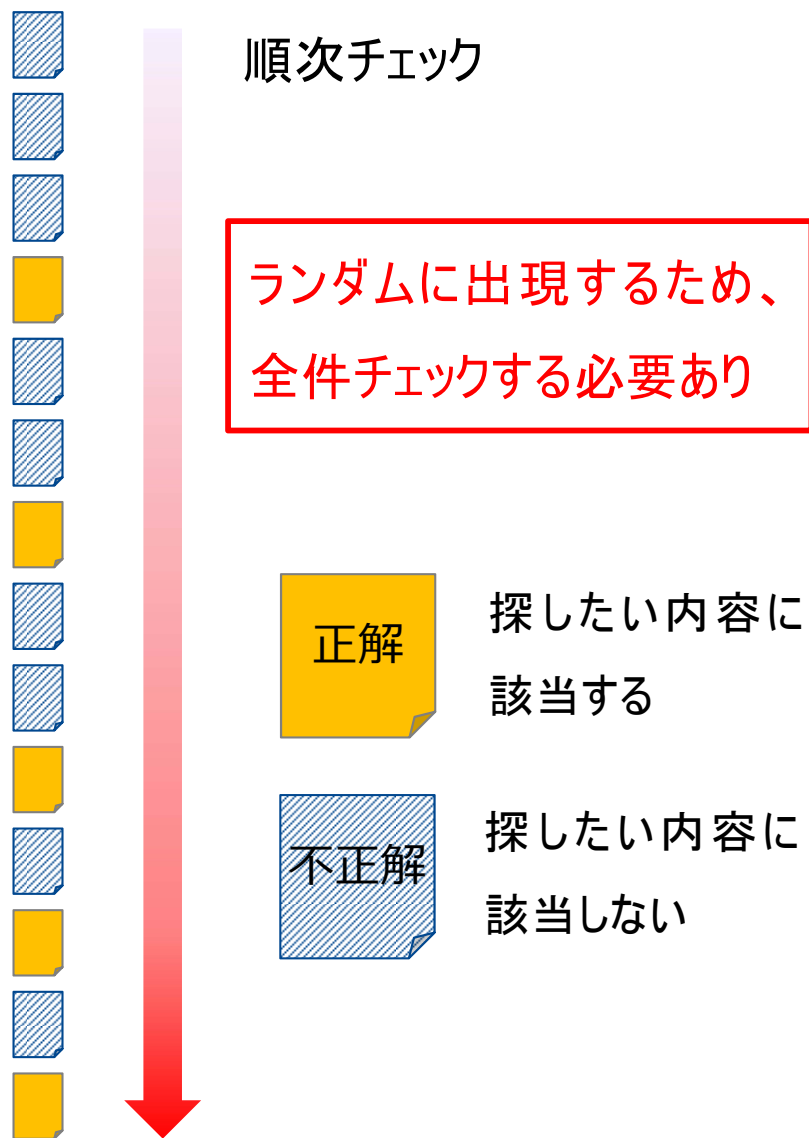 順次チェック
ランダムに出現するため、
全件チェックする必要あり
正解
探したい内容に
該当する
不正解
探したい内容に
該当しない